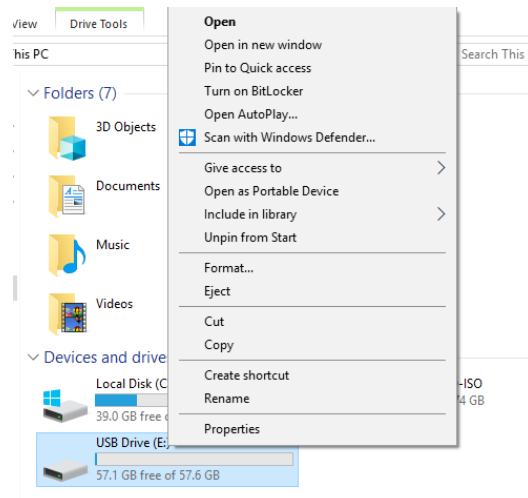 View Drive Tools
This PC
Search This
Folders (7)
3D Objects
Documents
Music
Videos
Devices and drive
Local Disk (C
39.0 GB free
USB Drive (E:)
57.1 GB free of 57.6 GB
-ISO
/4 GB
Open
Open in new window
Pin to Quick access
Turn on BitLocker
Open AutoPlay...
Scan with Windows Defender...
Give access to
Open as Portable Device
Include in library
Unpin from Start
Format...
Eject
Cut
Copy
Create shortcut
Rename
Properties